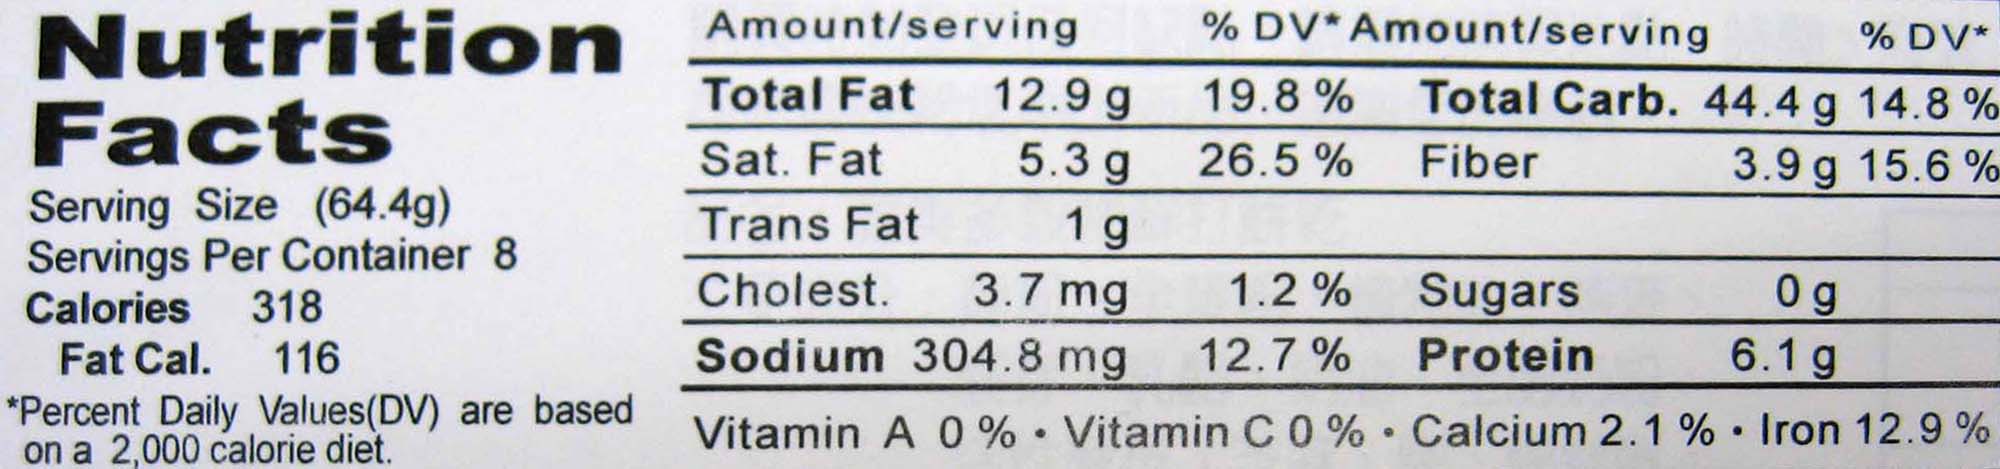 Nutrition
Facts
Serving Size (64.4g)
Servings Per Container 8
Calories 318
Fat Cal. 116
*Percent Daily Values(DV) are based
on a 2,000 calorie diet.
Amount/serving % DV* Amount/serving % DV*
Total Fat 12.9 g 19.8 % Total Carb. 44.4 g 14.8 %
Sat. Fat 5.3 g 26.5 % Fiber 3.9 g 15.6 %
Trans Fat 1 g
Cholest. 3.7 mg 1.2 % Sugars 0 g
Sodium 304.8 mg 12.7 % Protein 6.1 g
Vitamin A 0 % • Vitamin C 0 % • Calcium 2.1 % • Iron 12.9 %